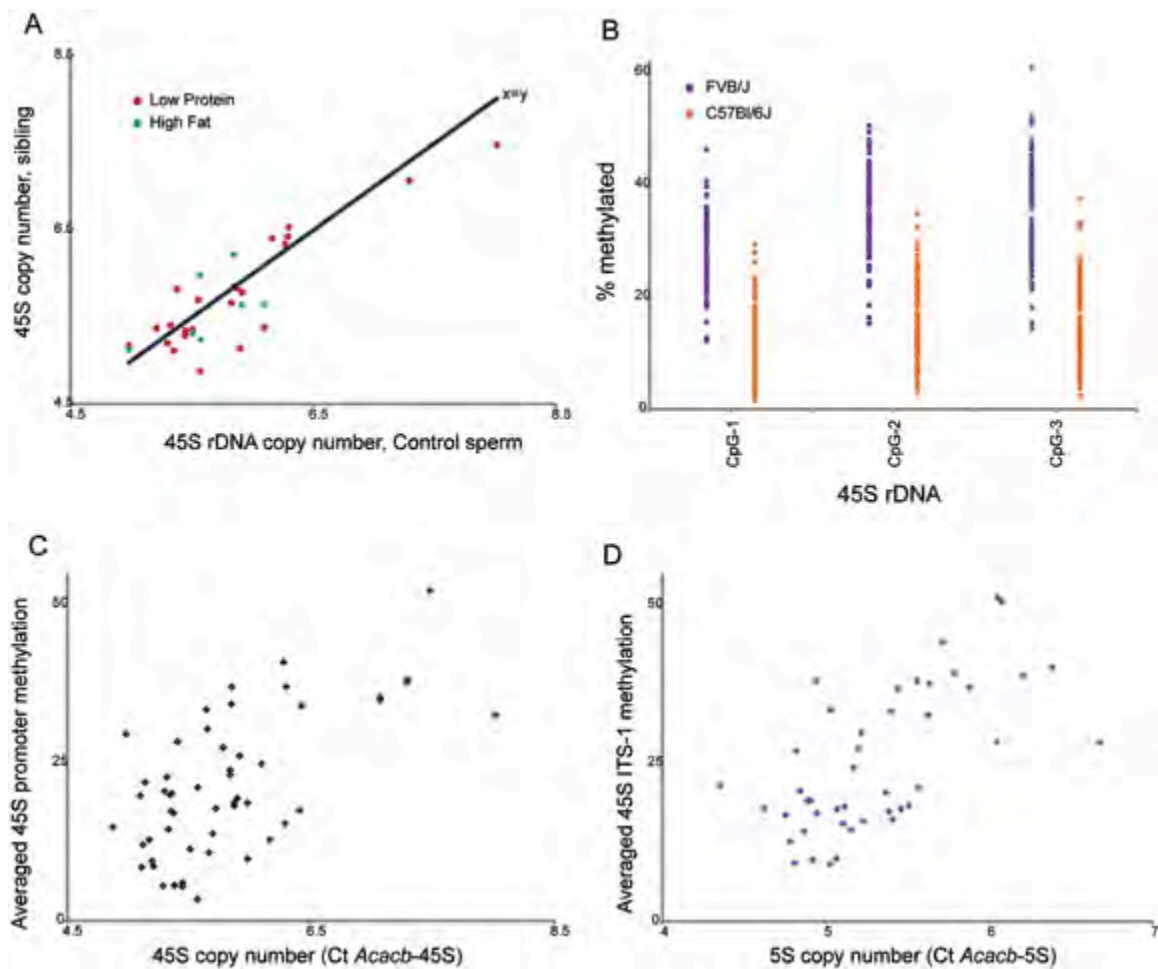 A
8.5
45S copy number, sibling
6.5
4.5
Low Protein
High Fat
x=y
4.5
6.5
8.5
45S rDNA copy number, Control sperm
B
60
40
20
0
% methylated
FVB/J
C57Bl/6J
CpG-1
CpG-2
CpG-3
45S rDNA
C
50
25
0
Averaged 45S promoter methylation
4.5
6.5
8.5
45S copy number (Ct Acacb-45S)
D
50
25
0
Averaged 45S ITS-1 methylation
4
5
6
7
5S copy number (Ct Acacb-5S)